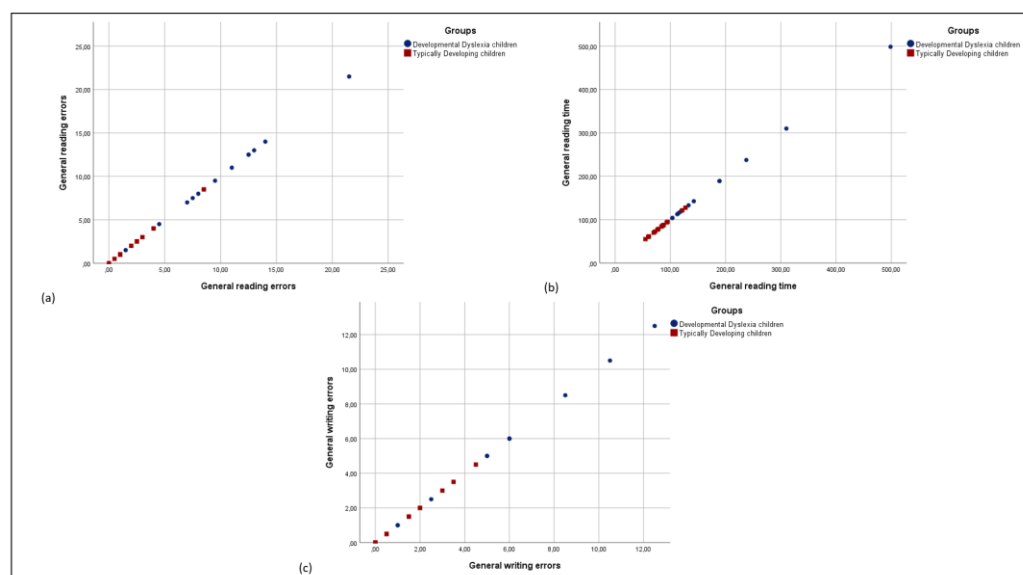 Groups
Developmental Dyslexia children
Typically Developing children
General reading errors
25,00
20,00
15,00
10,00
5,00
,00
,00 5,00 10,00 15,00 20,00 25,00
General reading errors
(a)
Groups
Developmental Dyslexia children
Typically Developing children
General reading time
500,00
400,00
300,00
200,00
100,00
,00
,00 100,00 200,00 300,00 400,00 500,00
General reading time
(b)
Groups
Developmental Dyslexia children
Typically Developing children
General writing errors
12,00
10,00
8,00
6,00
4,00
2,00
,00
,00 2,00 4,00 6,00 8,00 10,00 12,00
General writing errors
(c)